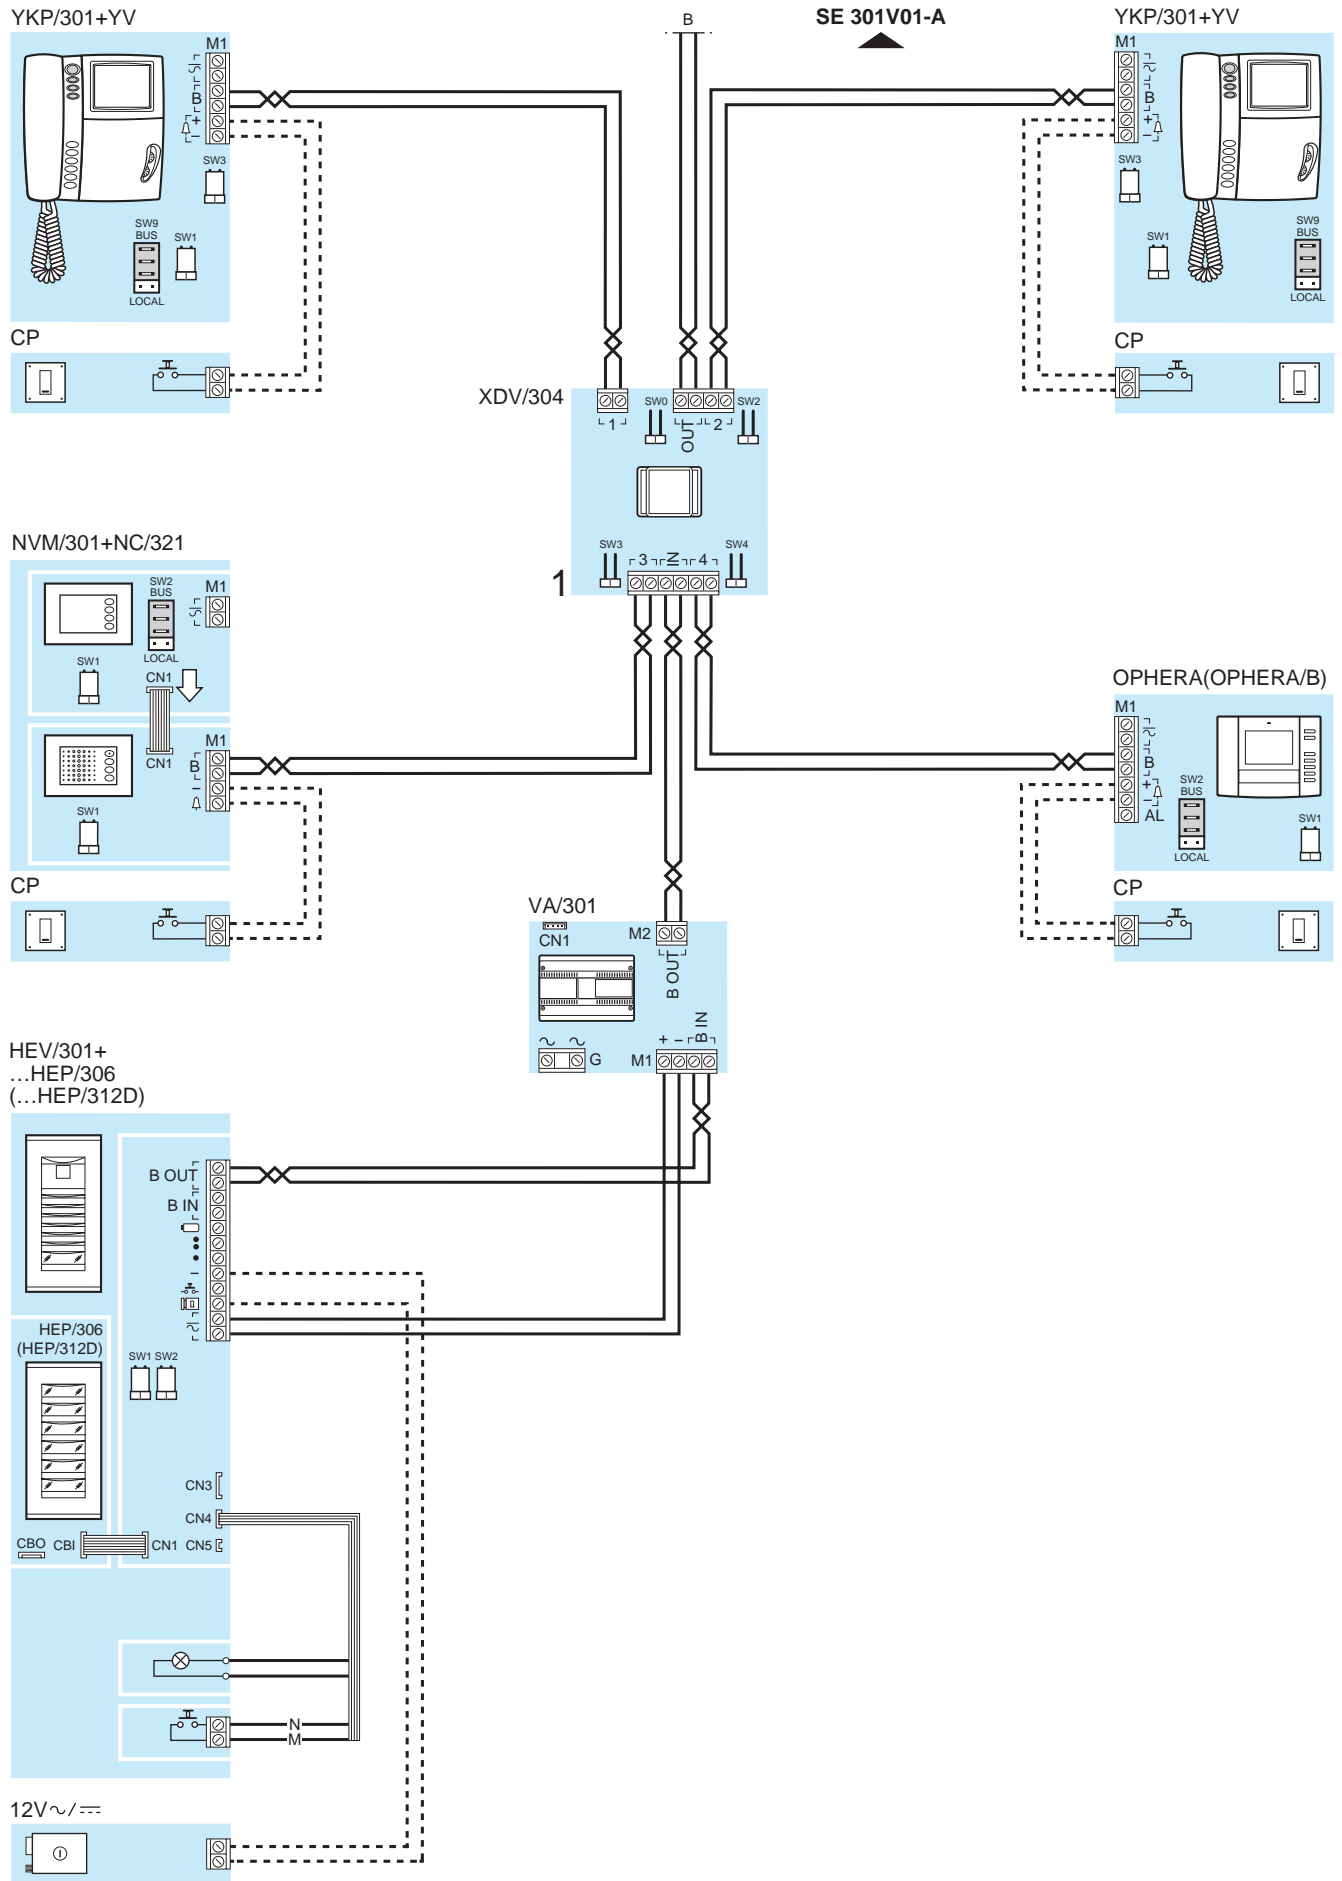 YKP/301+YV
B
SE 301V01-A
YKP/301+YV
M1
B
+
−
SW3
SW9
BUS
SW1
LOCAL
M1
B
+
−
SW3
SW1
SW9
BUS
LOCAL
CP
CP
XDV/304
1
SW0
OUT
2
SW2
SW3
3
IN
4
SW4
1
NVM/301+NC/321
SW2
BUS
M1
LOCAL
SW1
CN1
CN1
M1
B
−
SW1
OPHERA(OPHERA/B)
M1
B
+
−
AL
SW2
BUS
LOCAL
SW1
CP
CP
VA/301
CN1
M2
B OUT
B IN
+ −
G
M1
HEV/301+
…HEP/306
(…HEP/312D)
B OUT
B IN
−
HEP/306
(HEP/312D)
SW1 SW2
CN3
CN4
CBO CBI CN1 CN5
N
M
12V~/⎓